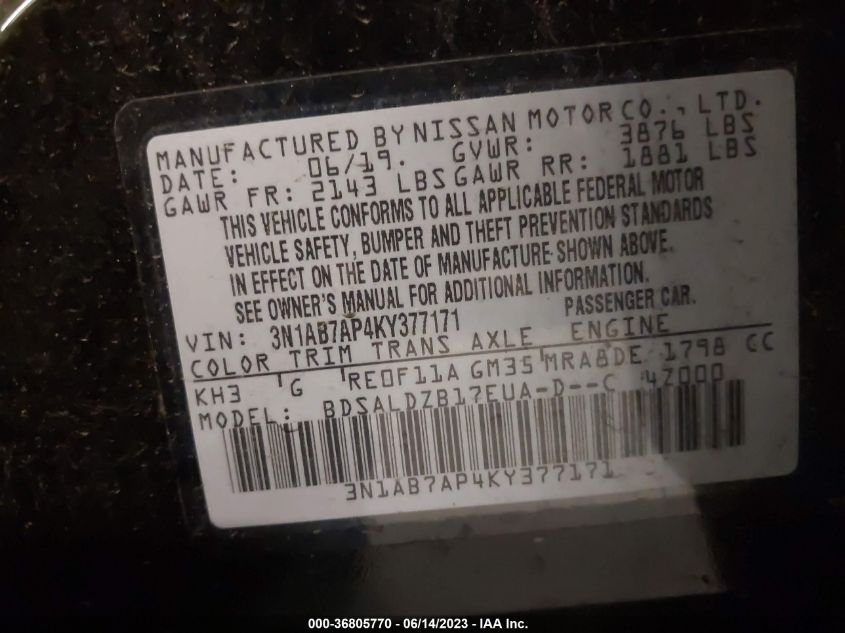 MANUFACTURED BY NISSAN MOTOR CO., LTD.
DATE: 06/19. GVWR: 3876 LBS
GAWR FR: 2143 LBS GAWR RR: 1881 LBS
THIS VEHICLE CONFORMS TO ALL APPLICABLE FEDERAL MOTOR
VEHICLE SAFETY, BUMPER AND THEFT PREVENTION STANDARDS
IN EFFECT ON THE DATE OF MANUFACTURE SHOWN ABOVE.
SEE OWNER'S MANUAL FOR ADDITIONAL INFORMATION.
VIN: 3N1AB7AP4KY377171 PASSENGER CAR.
COLOR TRIM TRANS AXLE ENGINE
KH3 G RE0F11A GM35 MRA8DE 1798 CC
MODEL: BDSALDZB17EUA-D--C 4Z000
3N1AB7AP4KY377171
000-36805770 - 06/14/2023 - IAA Inc.